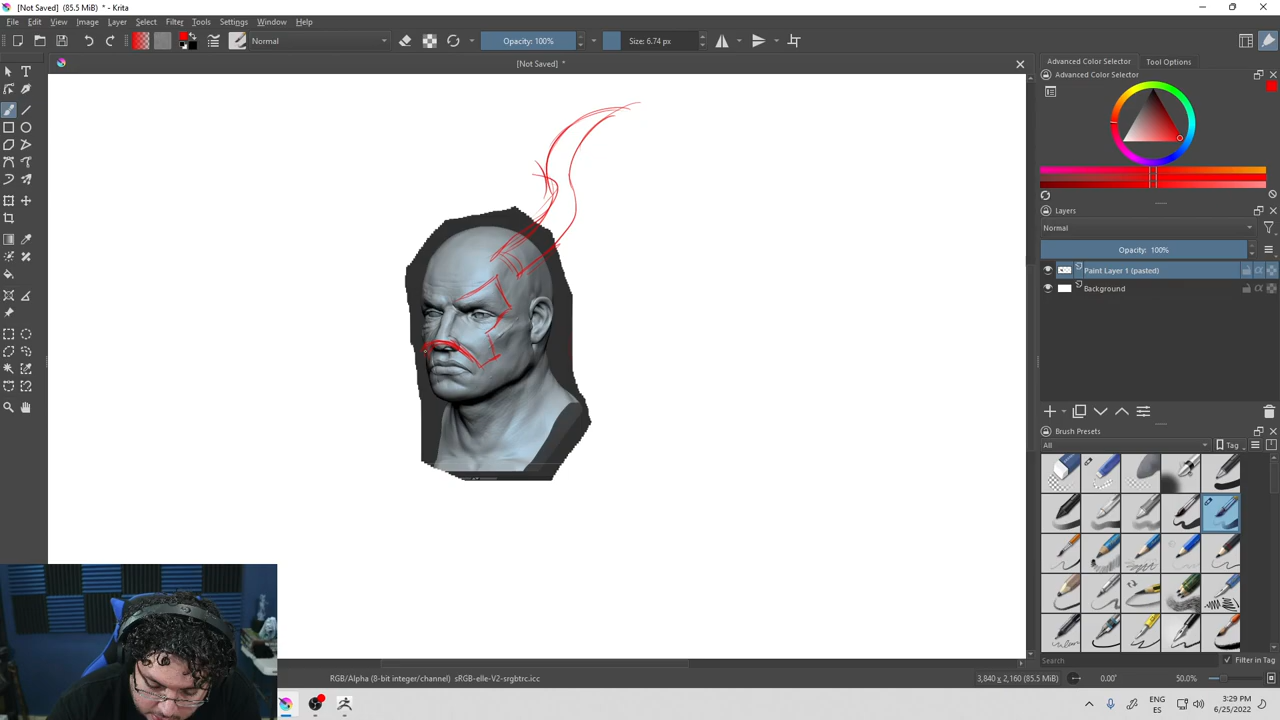 [Not Saved] (85.5 MiB) * - Krita
File Edit View Image Layer Select Filter Tools Settings Window Help
Normal Opacity: 100% Size: 6.74 px
[Not Saved] *
Advanced Color Selector Tool Options
Advanced Color Selector
Layers
Normal
Opacity: 100%
Paint Layer 1 (pasted)
Background
Brush Presets
All Tag
Search Filter in Tag
RGB/Alpha (8-bit integer/channel) sRGB-elle-V2-srgbtrc.icc 3,840 x 2,160 (85.5 MiB) 0.00° 50.0%
ENG
ES
3:29 PM
6/25/2022